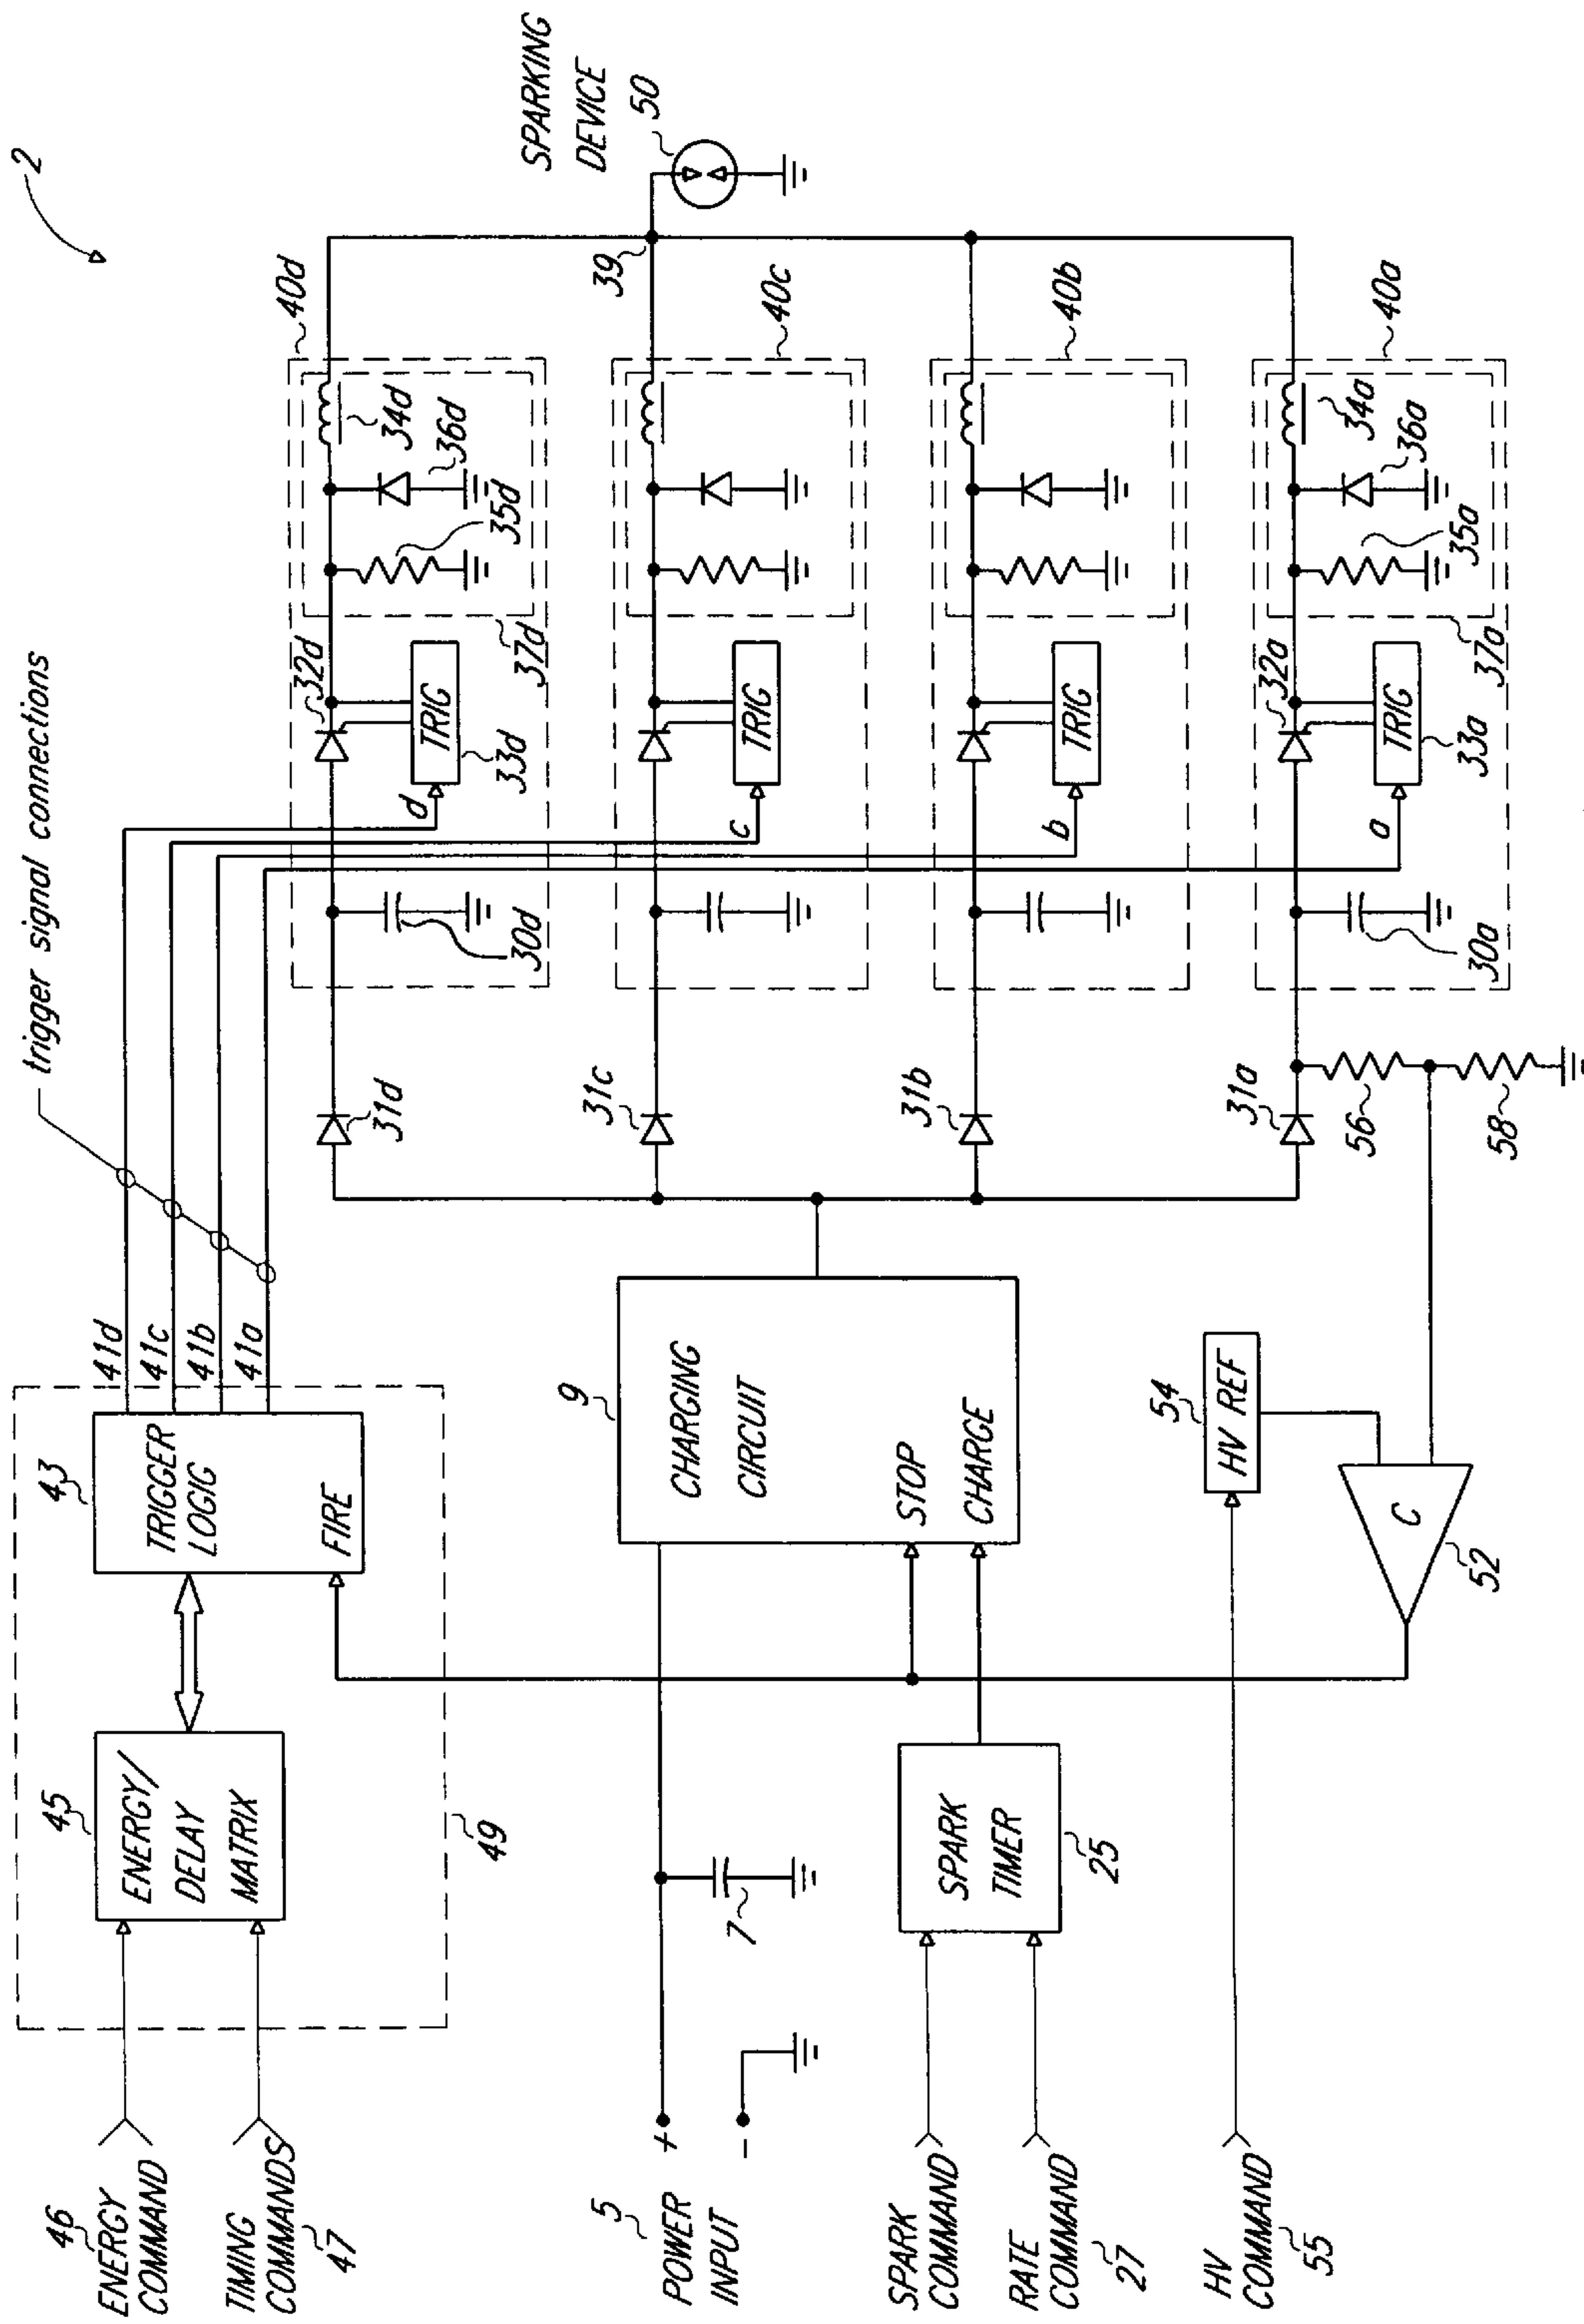 2
trigger signal connections
46
ENERGY
COMMAND
TIMING
COMMANDS
47
45
ENERGY/
DELAY
MATRIX
49
43
TRIGGER
LOGIC
FIRE
41d
41c
41b
41a
5
POWER
INPUT
+
-
7
9
CHARGING
CIRCUIT
STOP
CHARGE
SPARK
COMMAND
RATE
COMMAND
27
SPARK
TIMER
25
HV
COMMAND
55
54
HV REF
C
52
56
58
31d
31c
31b
31a
40d
30d
d
32d
TRIG
33d
37d
35d
36d
34d
40c
c
TRIG
40b
b
TRIG
40a
30a
a
32a
TRIG
33a
37a
35a
36a
34a
39
SPARKING
DEVICE
50